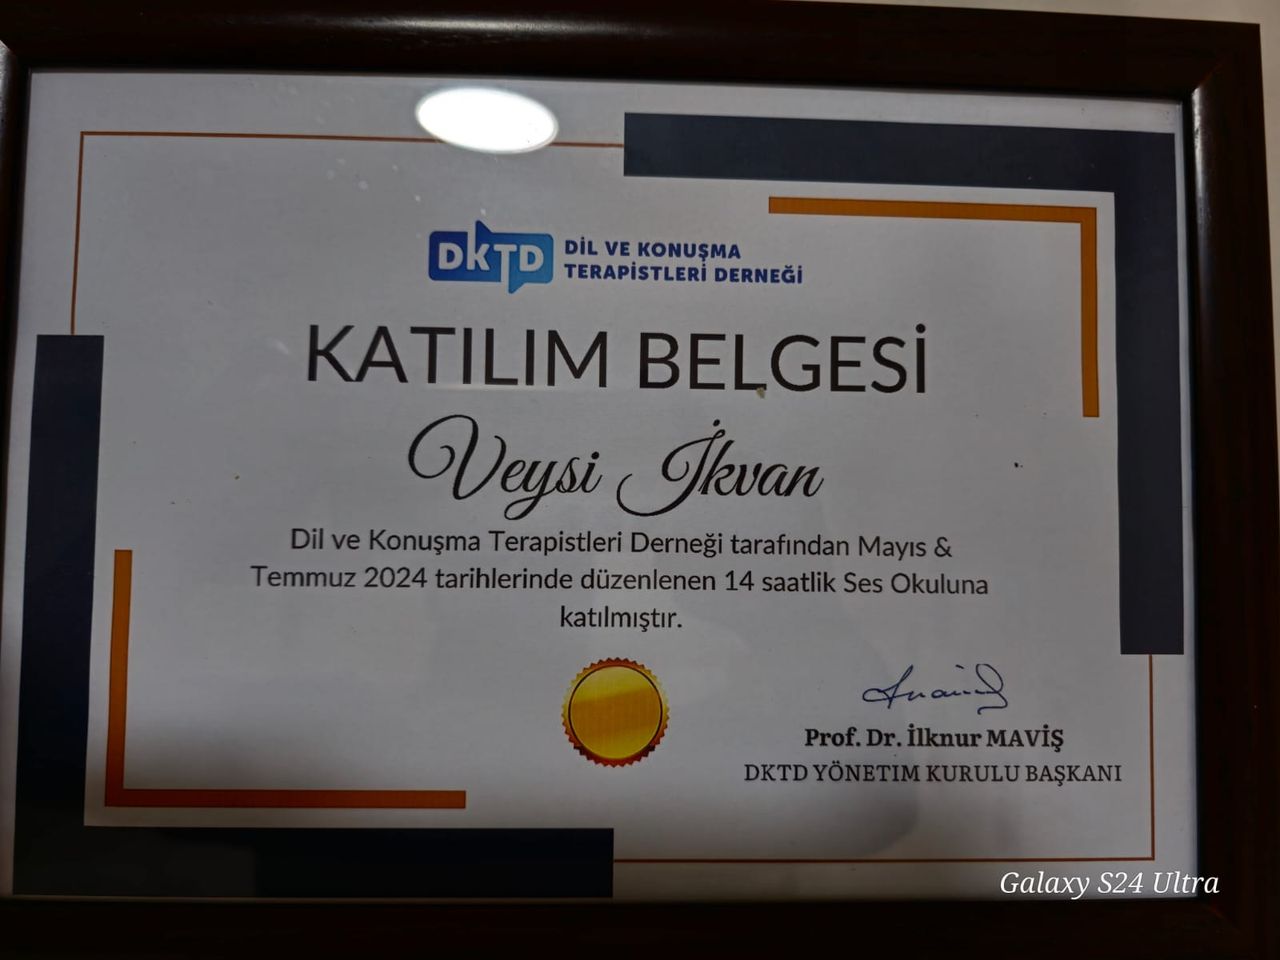 DKTD
DİL VE KONUŞMA
TERAPİSTLERİ DERNEĞİ
KATILIM BELGESİ
Veysi İkvan
Dil ve Konuşma Terapistleri Derneği tarafından Mayıs &
Temmuz 2024 tarihlerinde düzenlenen 14 saatlik Ses Okuluna
katılmıştır.
Prof. Dr. İlknur MAVİŞ
DKTD YÖNETIM KURULU BAŞKANI
Galaxy S24 Ultra